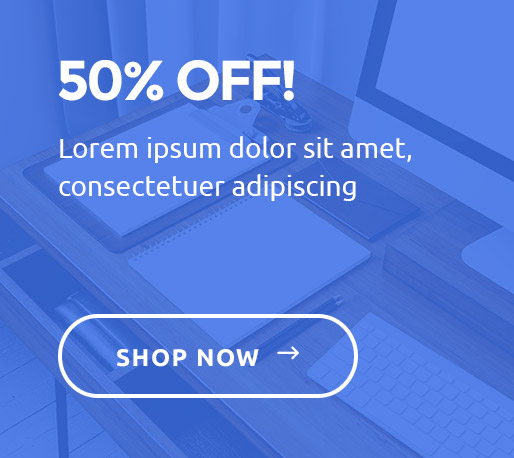 50% OFF!
Lorem ipsum dolor sit amet,
consectetuer adipiscing
SHOP NOW →